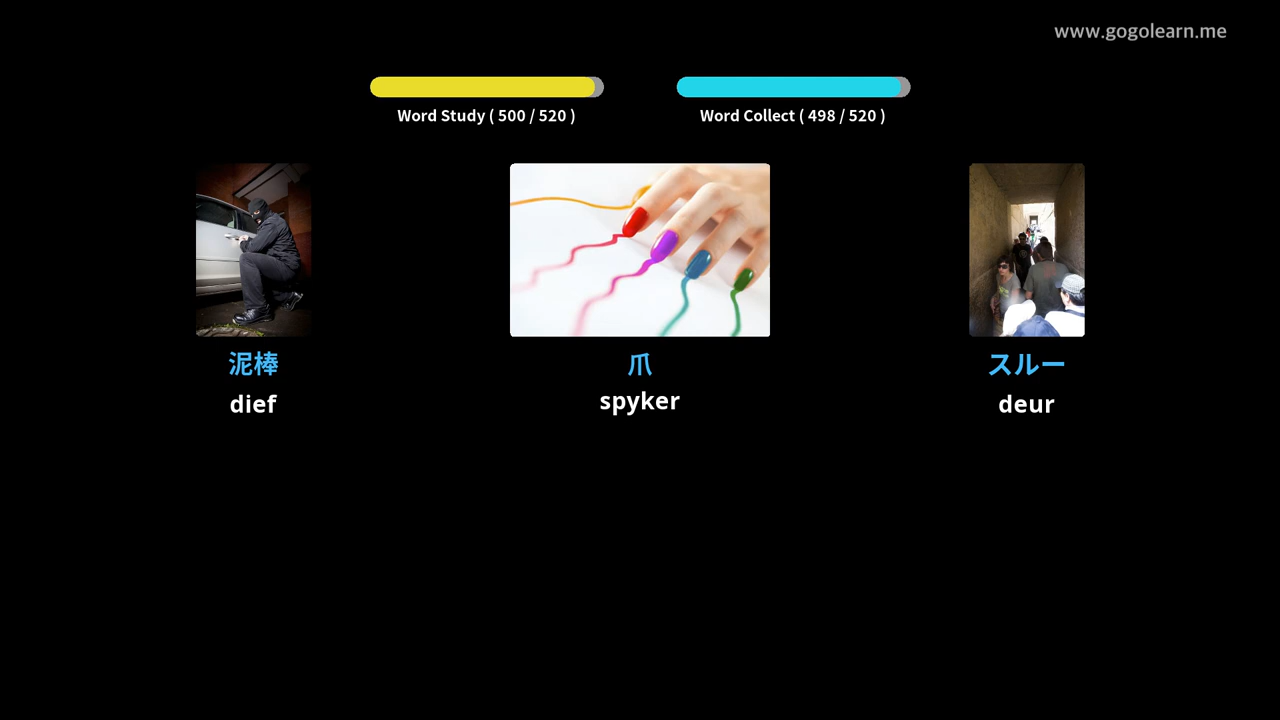 www.gogolearn.me
Word Study ( 500 / 520 )
Word Collect ( 498 / 520 )
泥棒
爪
スルー
dief
spyker
deur